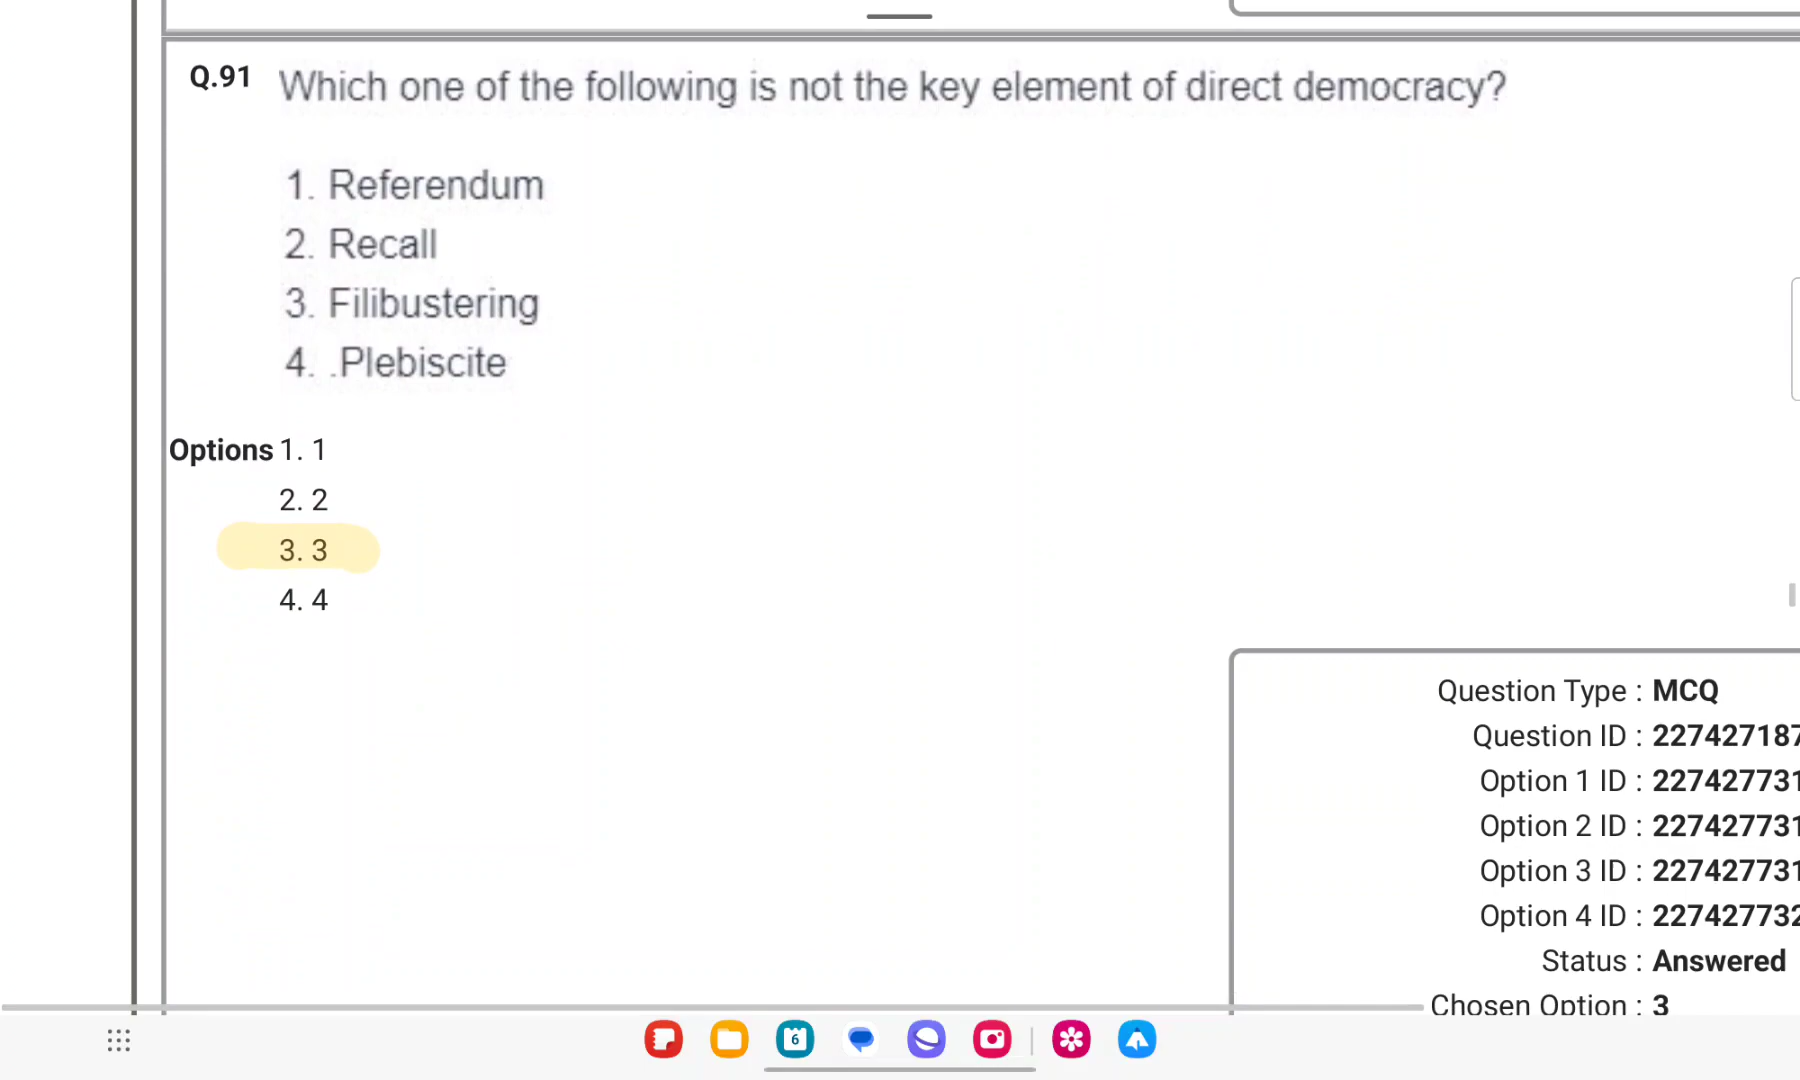 Q.91 Which one of the following is not the key element of direct democracy?
1. Referendum
2. Recall
3. Filibustering
4. .Plebiscite
Options 1. 1
2. 2
3. 3
4. 4
Question Type : MCQ
Question ID : 227427187
Option 1 ID : 227427731
Option 2 ID : 227427731
Option 3 ID : 227427731
Option 4 ID : 227427732
Status : Answered
Chosen Option : 3
6